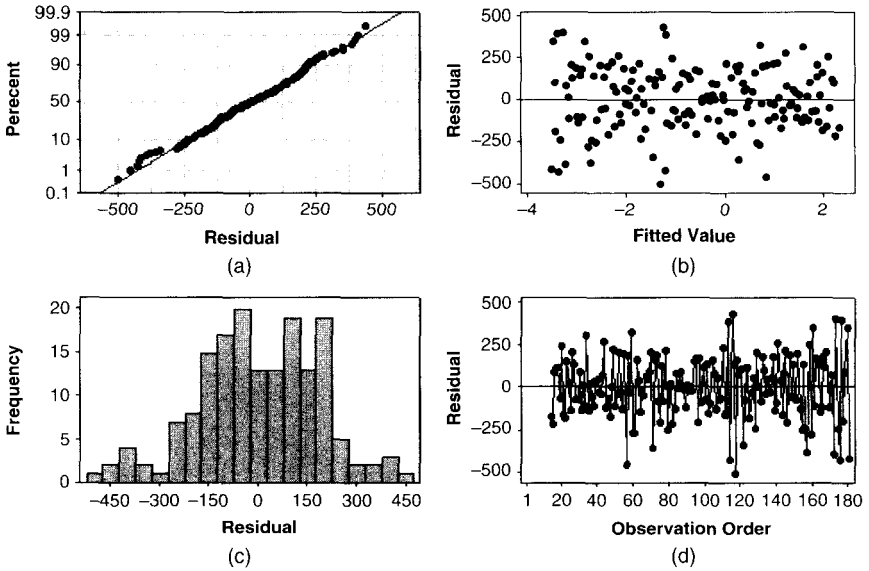 99.9
99
90
50
10
1
0.1
Perecent
−500 −250 0 250 500
Residual
(a)
500
250
0
−250
−500
Residual
−4 −2 0 2
Fitted Value
(b)
20
15
10
5
0
Frequency
−450 −300 −150 0 150 300 450
Residual
(c)
500
250
0
−250
−500
Residual
1 20 40 60 80 100 120 140 160 180
Observation Order
(d)